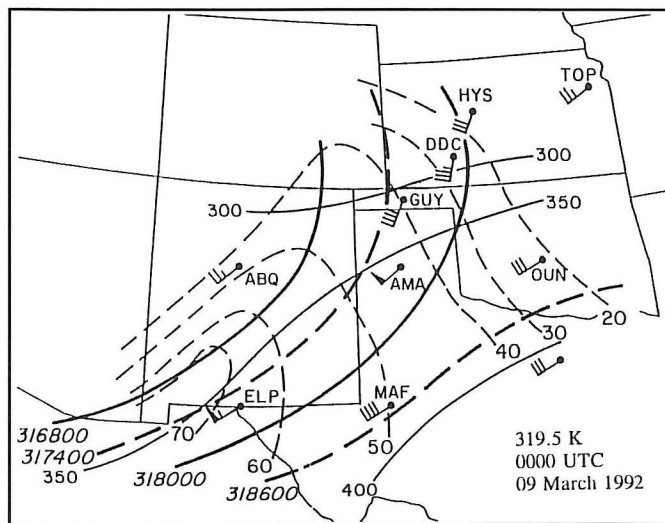 TOP
HYS
DDC
300
GUY
350
300
ABQ
AMA
OUN
20
30
40
ELP
MAF
70
50
316800
317400
350
60
318000
318600
400
319.5 K
0000 UTC
09 March 1992